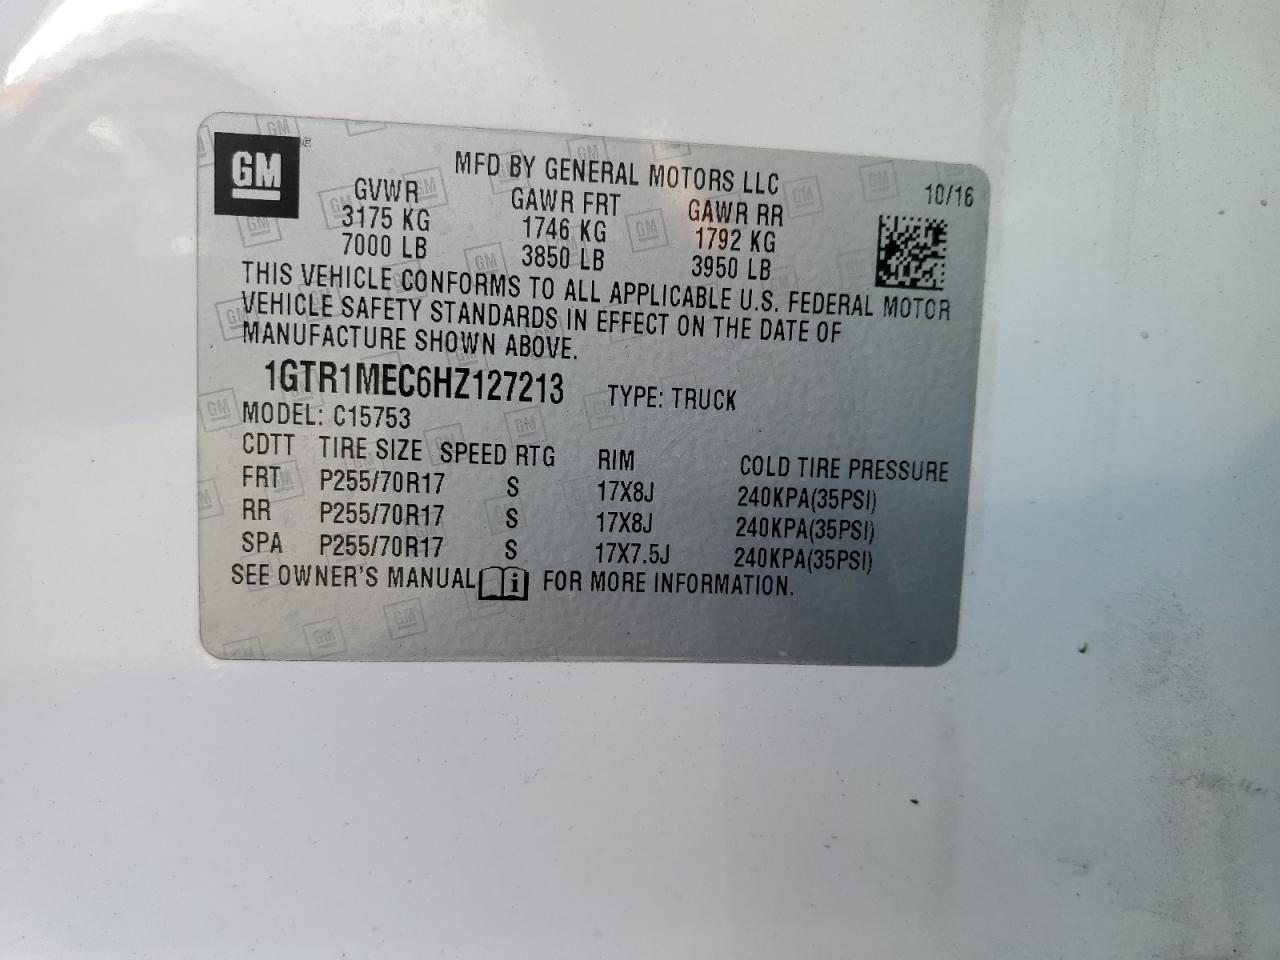 GM
MFD BY GENERAL MOTORS LLC
10/16
GVWR GAWR FRT GAWR RR
3175 KG 1746 KG 1792 KG
7000 LB 3850 LB 3950 LB
THIS VEHICLE CONFORMS TO ALL APPLICABLE U.S. FEDERAL MOTOR
VEHICLE SAFETY STANDARDS IN EFFECT ON THE DATE OF
MANUFACTURE SHOWN ABOVE.
1GTR1MEC6HZ127213 TYPE: TRUCK
MODEL: C15753
CDTT TIRE SIZE SPEED RTG RIM COLD TIRE PRESSURE
FRT P255/70R17 S 17X8J 240KPA(35PSI)
RR P255/70R17 S 17X8J 240KPA(35PSI)
SPA P255/70R17 S 17X7.5J 240KPA(35PSI)
SEE OWNER'S MANUAL i FOR MORE INFORMATION.